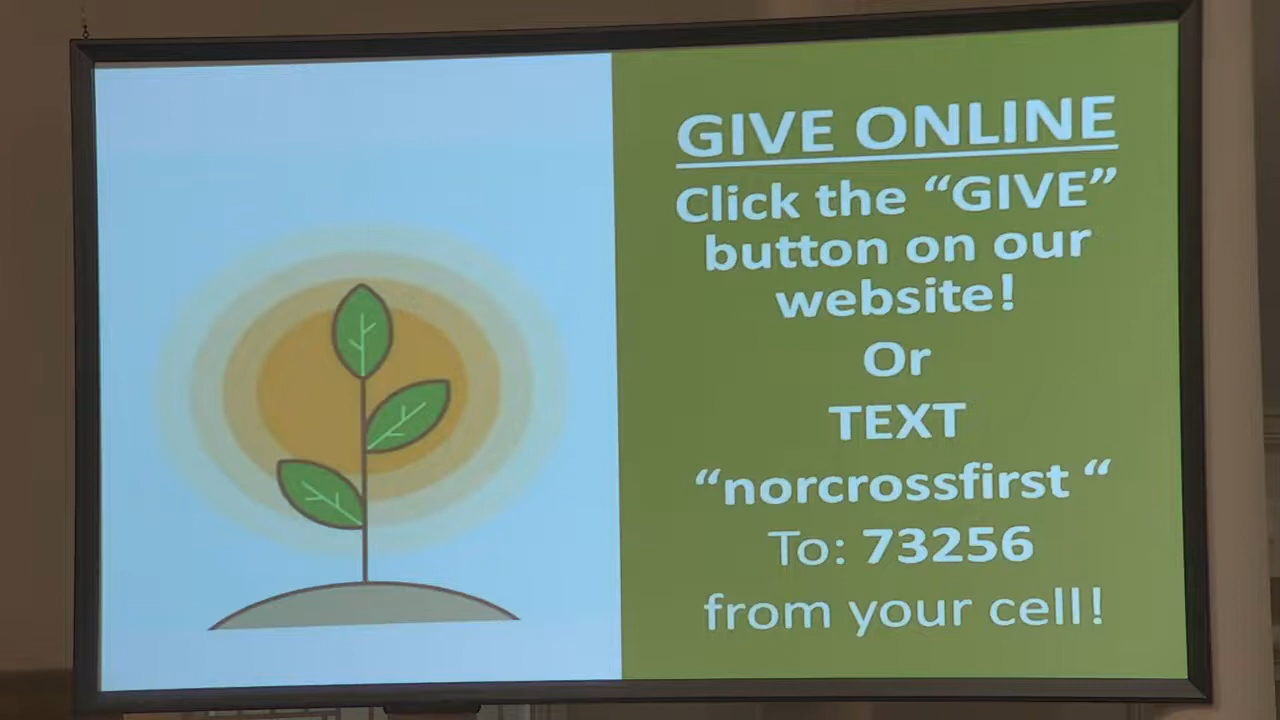 GIVE ONLINE
Click the “GIVE”
button on our
website!
Or
TEXT
“norcrossfirst “
To: 73256
from your cell!